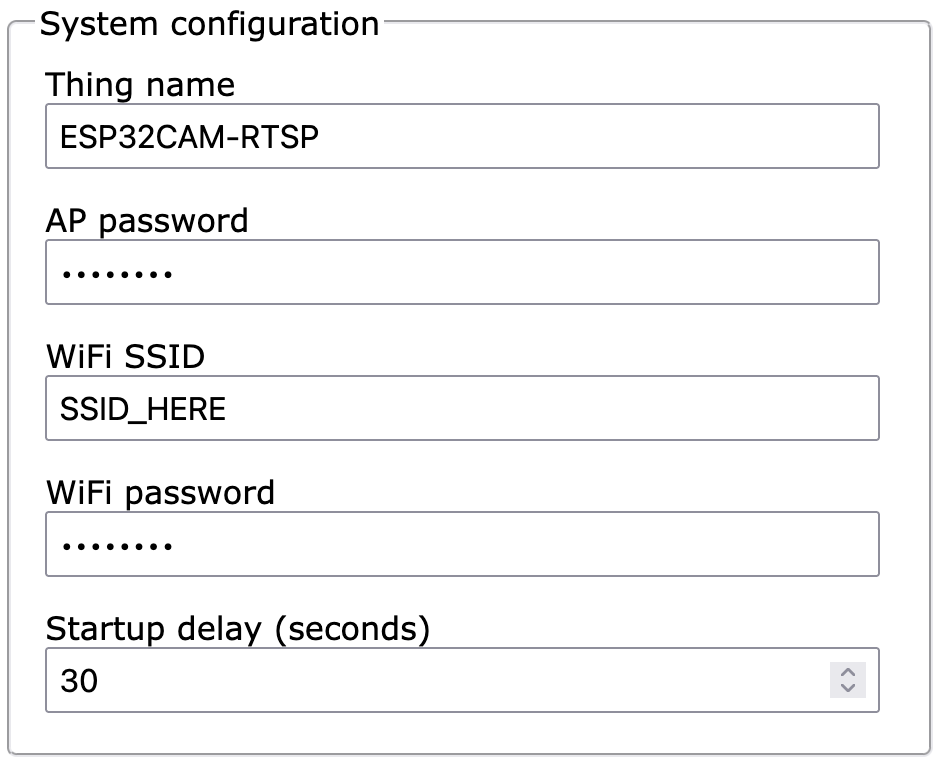 System configuration
Thing name
ESP32CAM-RTSP
AP password
••••••••
WiFi SSID
SSID_HERE
WiFi password
••••••••
Startup delay (seconds)
30